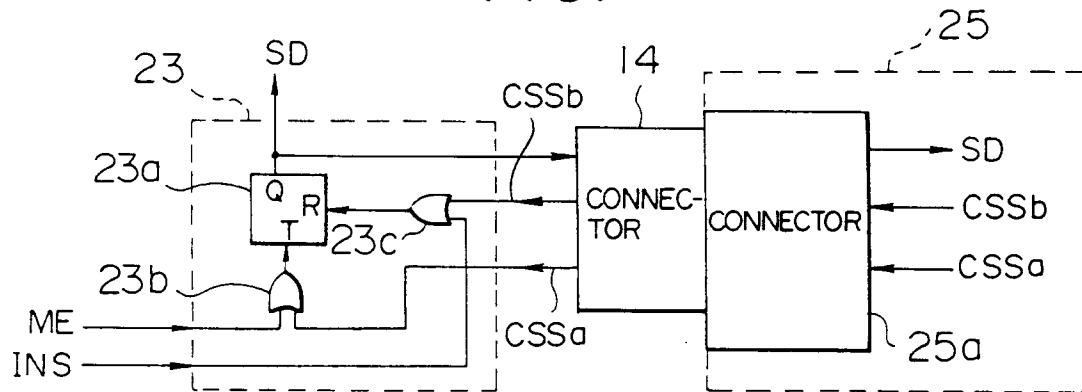 25
SD
23
14
CSSb
23a
Q
R
T
23c
23b
CONNEC-
TOR
CONNECTOR
SD
CSSb
CSSa
ME
INS
CSSa
25a